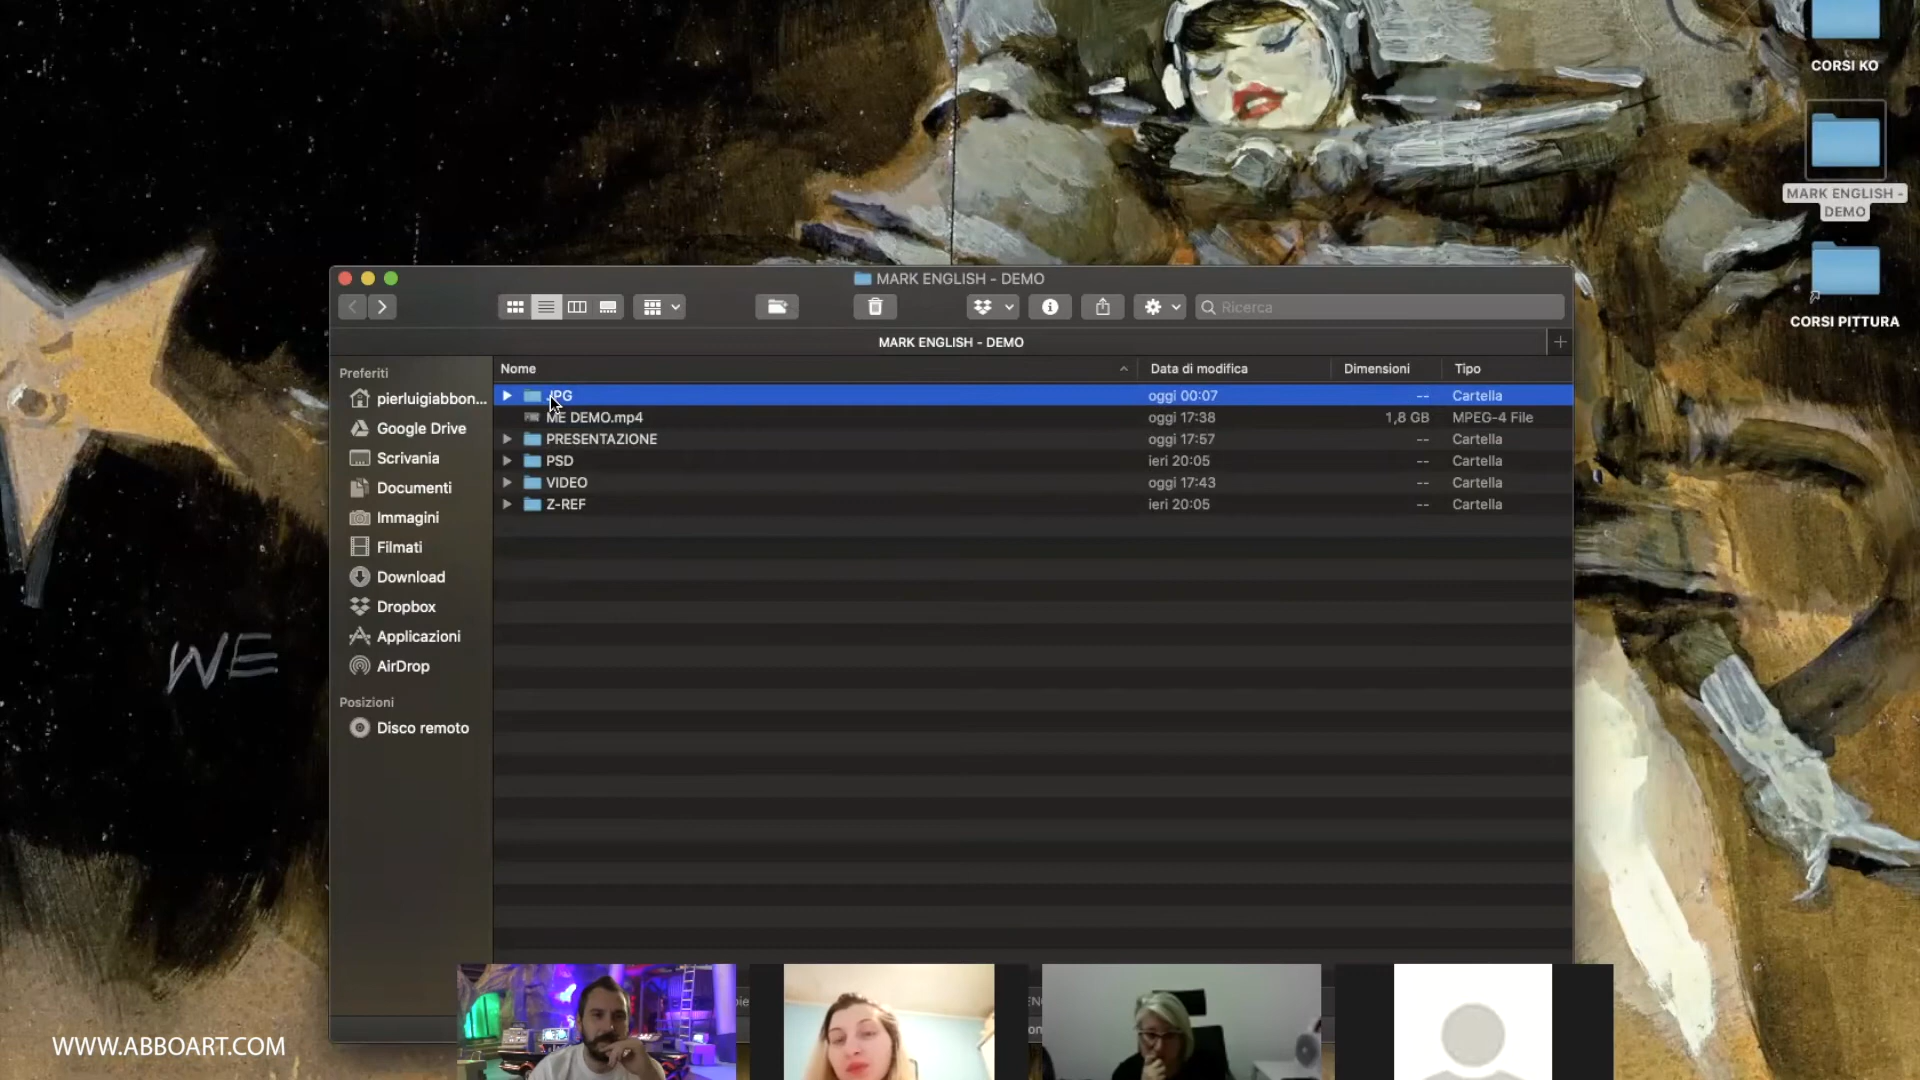 CORSI KO
MARK ENGLISH -
DEMO
CORSI PITTURA
MARK ENGLISH - DEMO
Ricerca
MARK ENGLISH - DEMO
Preferiti
pierluigiabbon...
Google Drive
Scrivania
Documenti
Immagini
Filmati
Download
Dropbox
Applicazioni
AirDrop
Posizioni
Disco remoto
Nome Data di modifica Dimensioni Tipo
JPG oggi 00:07 -- Cartella
ME DEMO.mp4 oggi 17:38 1,8 GB MPEG-4 File
PRESENTAZIONE oggi 17:57 -- Cartella
PSD ieri 20:05 -- Cartella
VIDEO oggi 17:43 -- Cartella
Z-REF ieri 20:05 -- Cartella
WE
WWW.ABBOART.COM